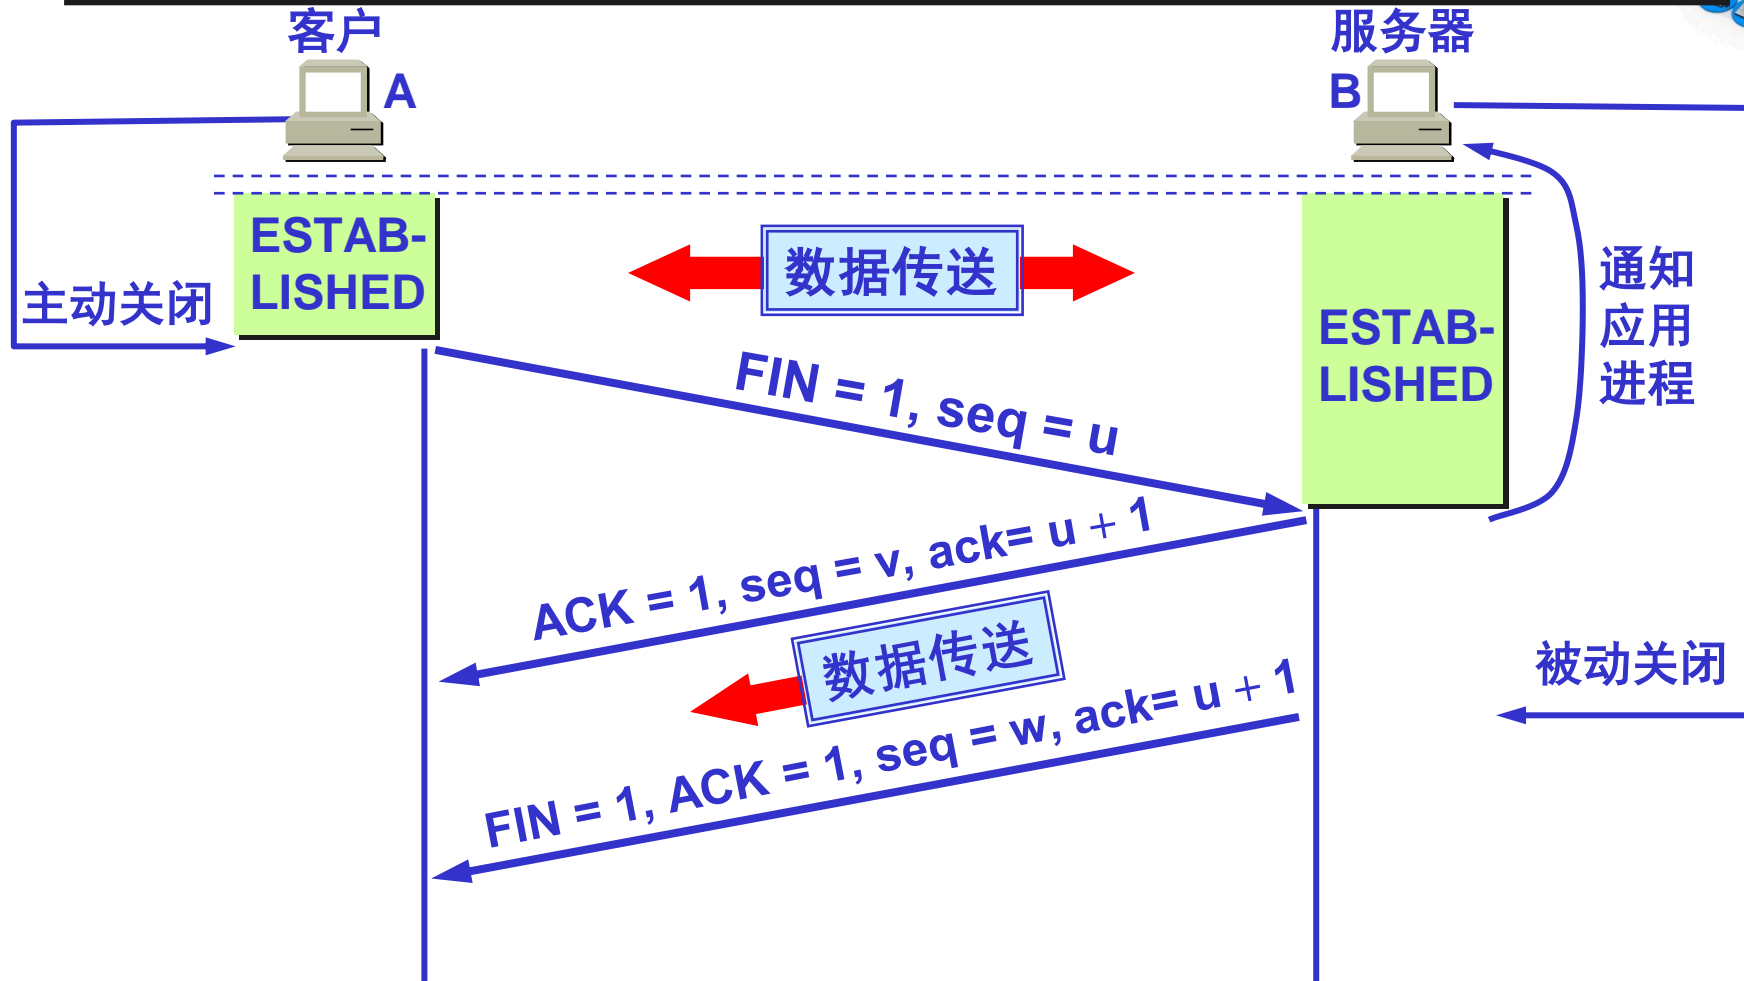 客户
服务器
A
B
ESTAB-
LISHED
数据传送
主动关闭
ESTAB-
LISHED
通知
应用
进程
FIN = 1, seq = u
ACK = 1, seq = v, ack= u + 1
数据传送
被动关闭
FIN = 1, ACK = 1, seq = w, ack= u + 1